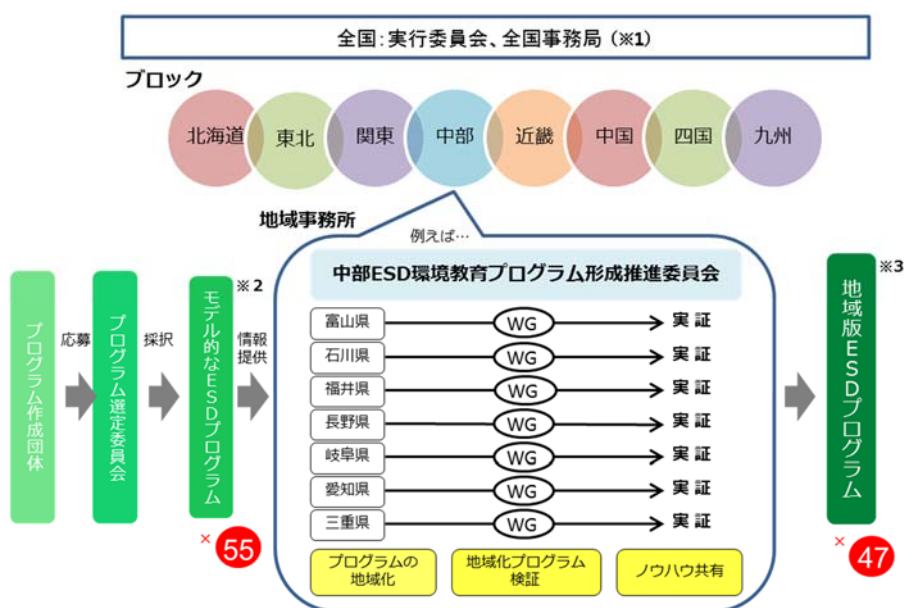 全国：実行委員会、全国事務局（※1）
ブロック
北海道
東北
関東
中部
近畿
中国
四国
九州
地域事務所
例えば…
中部ESD環境教育プログラム形成推進委員会
富山県
WG
実 証
石川県
WG
実 証
福井県
WG
実 証
長野県
WG
実 証
岐阜県
WG
実 証
愛知県
WG
実 証
三重県
WG
実 証
プログラムの
地域化
地域化プログラム
検証
ノウハウ共有
プログラム作成団体
応募
プログラム選定委員会
採択
モデル的なESDプログラム
※2
情報
提供
× 55
地域版ESDプログラム
※3
× 47